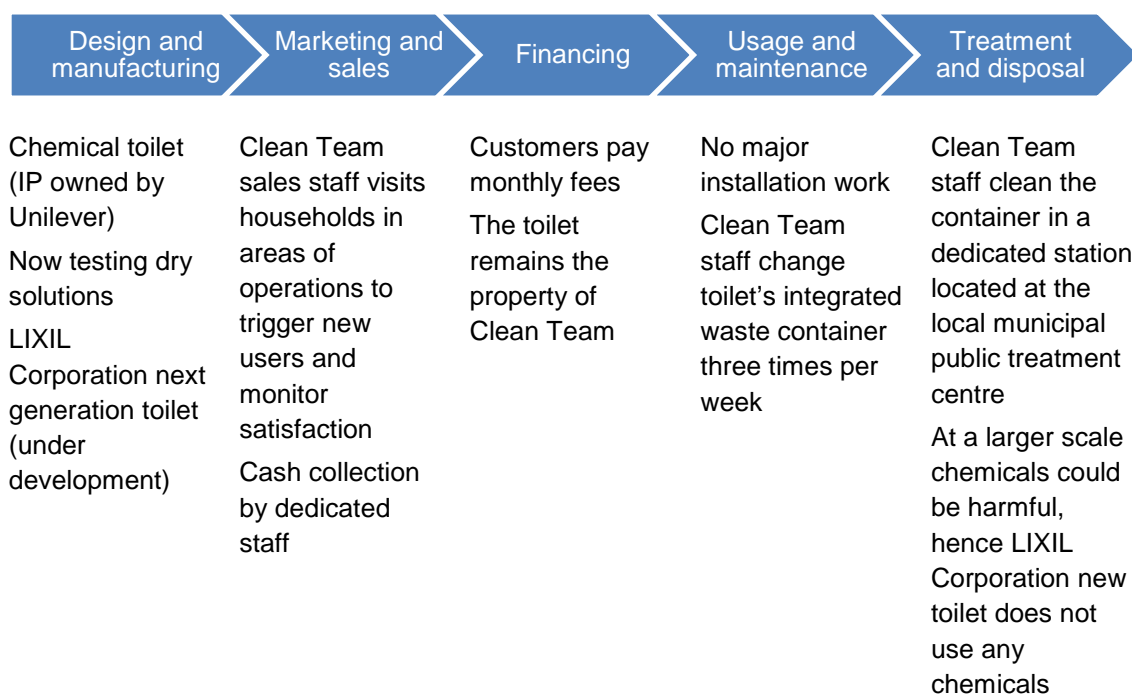 Design and
manufacturing
Marketing and
sales
Financing
Usage and
maintenance
Treatment
and disposal
Chemical toilet
(IP owned by
Unilever)
Now testing dry
solutions
LIXIL
Corporation next
generation toilet
(under
development)
Clean Team
sales staff visits
households in
areas of
operations to
trigger new
users and
monitor
satisfaction
Cash collection
by dedicated
staff
Customers pay
monthly fees
The toilet
remains the
property of
Clean Team
No major
installation work
Clean Team
staff change
toilet's integrated
waste container
three times per
week
Clean Team
staff clean the
container in a
dedicated station
located at the
local municipal
public treatment
centre
At a larger scale
chemicals could
be harmful,
hence LIXIL
Corporation new
toilet does not
use any
chemicals